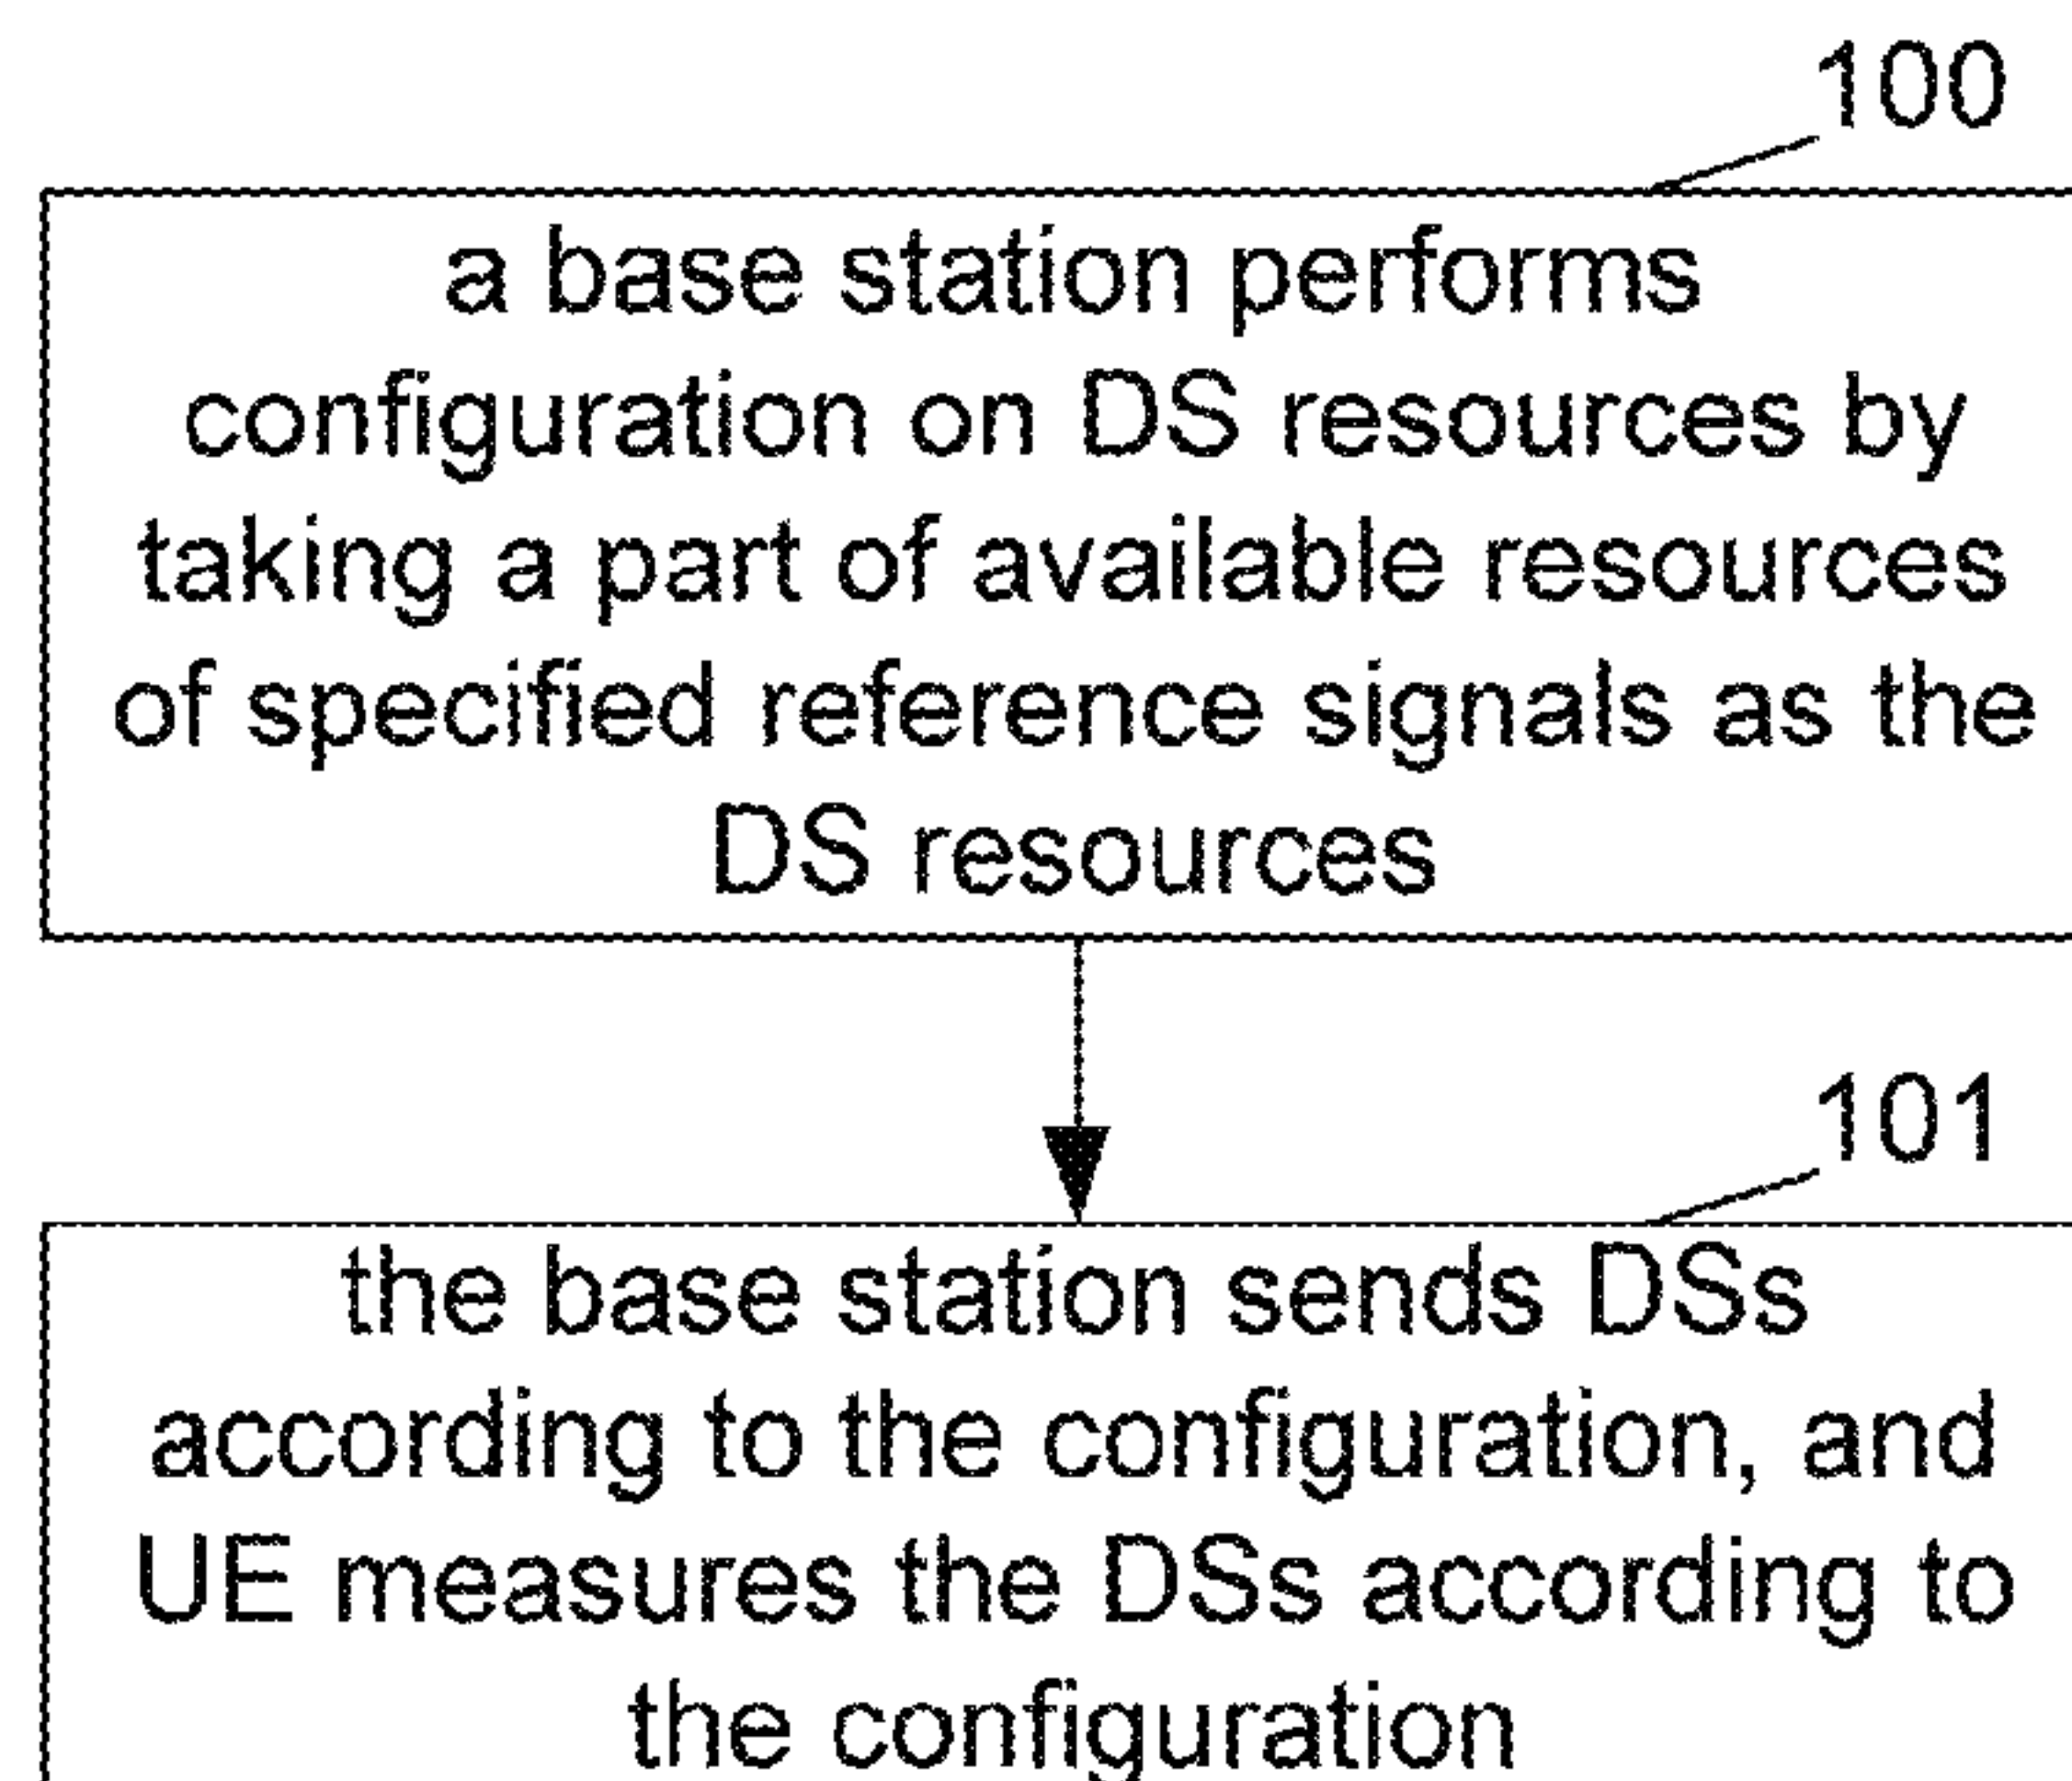 100
a base station performs
configuration on DS resources by
taking a part of available resources
of specified reference signals as the
DS resources
101
the base station sends DSs
according to the configuration, and
UE measures the DSs according to
the configuration